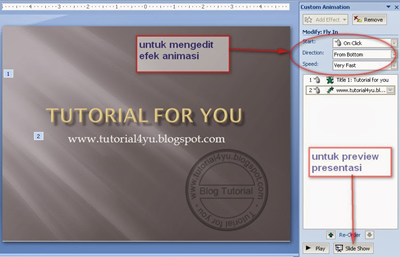 Custom Animation
Add Effect
Remove
Modify: Fly In
Start:
On Click
Direction:
From Bottom
Speed:
Very Fast
1
Title 1: Tutorial for you
2
www.tutorial4yu.bl...
untuk mengedit
efek animasi
1
TUTORIAL FOR YOU
2
www.tutorial4yu.blogspot.com
www.tutorial4yu.blogspot.com
Blog Tutorial
Tutorial for you
untuk preview
presentasi
Re-Order
Play
Slide Show